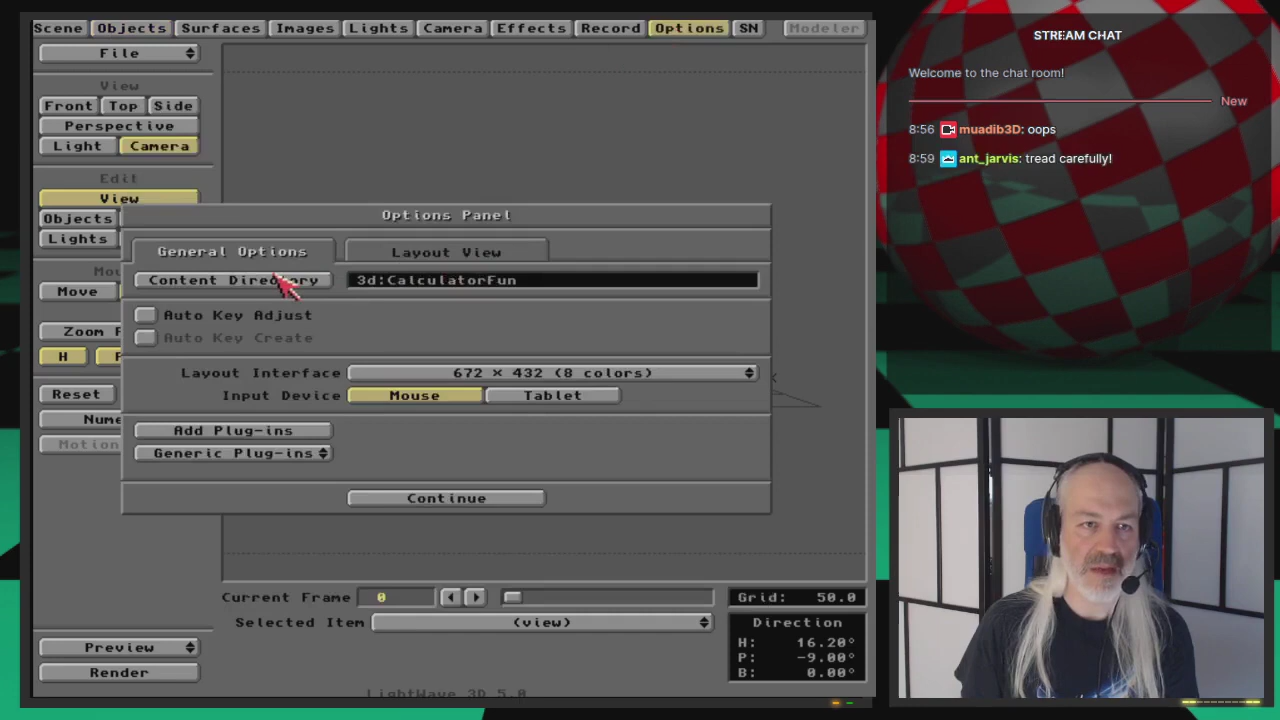 Scene Objects Surfaces Images Lights Camera Effects Record Options SN Modeler
File
View
Front Top Side
Perspective
Light Camera
Edit
View
Objects
Lights
Move
Zoom
H
Reset
Options Panel
General Options Layout View
Content Directory 3d:CalculatorFun
Auto Key Adjust
Auto Key Create
Layout Interface 672 × 432 (8 colors)
Input Device Mouse Tablet
Add Plug-ins
Generic Plug-ins
Continue
Current Frame 0
Selected Item (view)
Grid: 50.0
Direction
H: 16.20°
P: -9.00°
B: 0.00°
Preview
Render
LightWave 3D 5.0
STREAM CHAT
Welcome to the chat room!
New
8:56 muadib3D: oops
8:59 ant_jarvis: tread carefully!